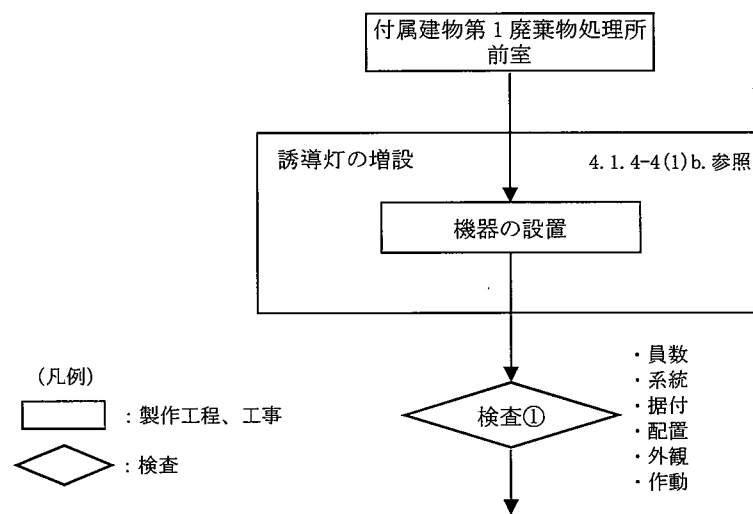 付属建物第１廃棄物処理所
前室
誘導灯の増設
4.1.4-4(1)b.参照
機器の設置
・員数
・系統
・据付
・配置
・外観
・作動
検査①
(凡例)
：製作工程、工事
：検査